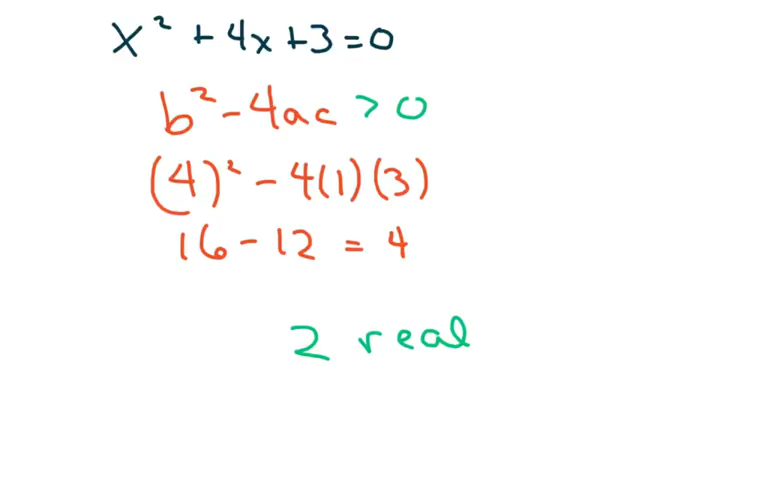 x² + 4x + 3 = 0
b² - 4ac > 0
(4)² - 4(1)(3)
16 - 12 = 4
2 real